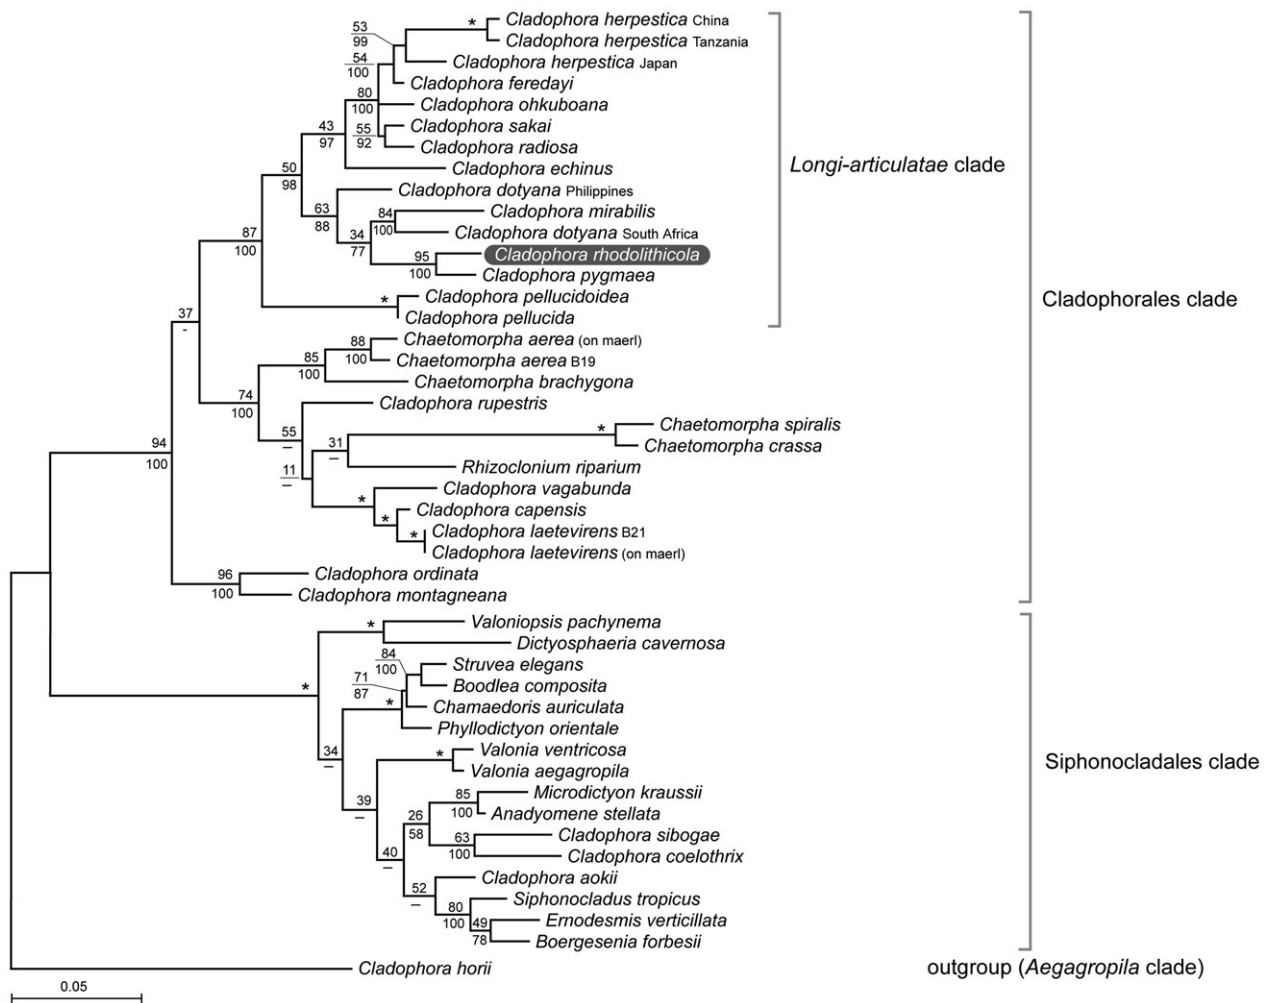 Cladophora herpestica China
*
53
99
Cladophora herpestica Tanzania
54
100
Cladophora herpestica Japan
Cladophora feredayi
80
100
Cladophora ohkuboana
43
97
55
92
Cladophora sakai
Cladophora radiosa
Longi-articulatae clade
50
98
Cladophora echinus
Cladophora dotyana Philippines
63
88
84
100
Cladophora mirabilis
34
77
Cladophora dotyana South Africa
87
100
95
100
Cladophora rhodolithicola
Cladophora pygmaea
*
Cladophora pellucidoidea
Cladophorales clade
37
-
Cladophora pellucida
88
100
Chaetomorpha aerea (on maerl)
85
100
Chaetomorpha aerea B19
Chaetomorpha brachygona
74
100
Cladophora rupestris
55
–
*
Chaetomorpha spiralis
94
100
31
–
Chaetomorpha crassa
11
–
Rhizoclonium riparium
*
Cladophora vagabunda
*
Cladophora capensis
*
Cladophora laetevirens B21
Cladophora laetevirens (on maerl)
96
100
Cladophora ordinata
Cladophora montagneana
*
Valoniopsis pachynema
Dictyosphaeria cavernosa
84
100
Struvea elegans
*
71
87
Boodlea composita
*
Chamaedoris auriculata
Phyllodictyon orientale
34
–
*
Valonia ventricosa
Siphonocladales clade
Valonia aegagropila
39
–
85
100
Microdictyon kraussii
26
58
Anadyomene stellata
63
100
Cladophora sibogae
40
–
Cladophora coelothrix
52
–
Cladophora aokii
80
100
Siphonocladus tropicus
49
78
Ernodesmis verticillata
Boergesenia forbesii
Cladophora horii
outgroup (Aegagropila clade)
0.05